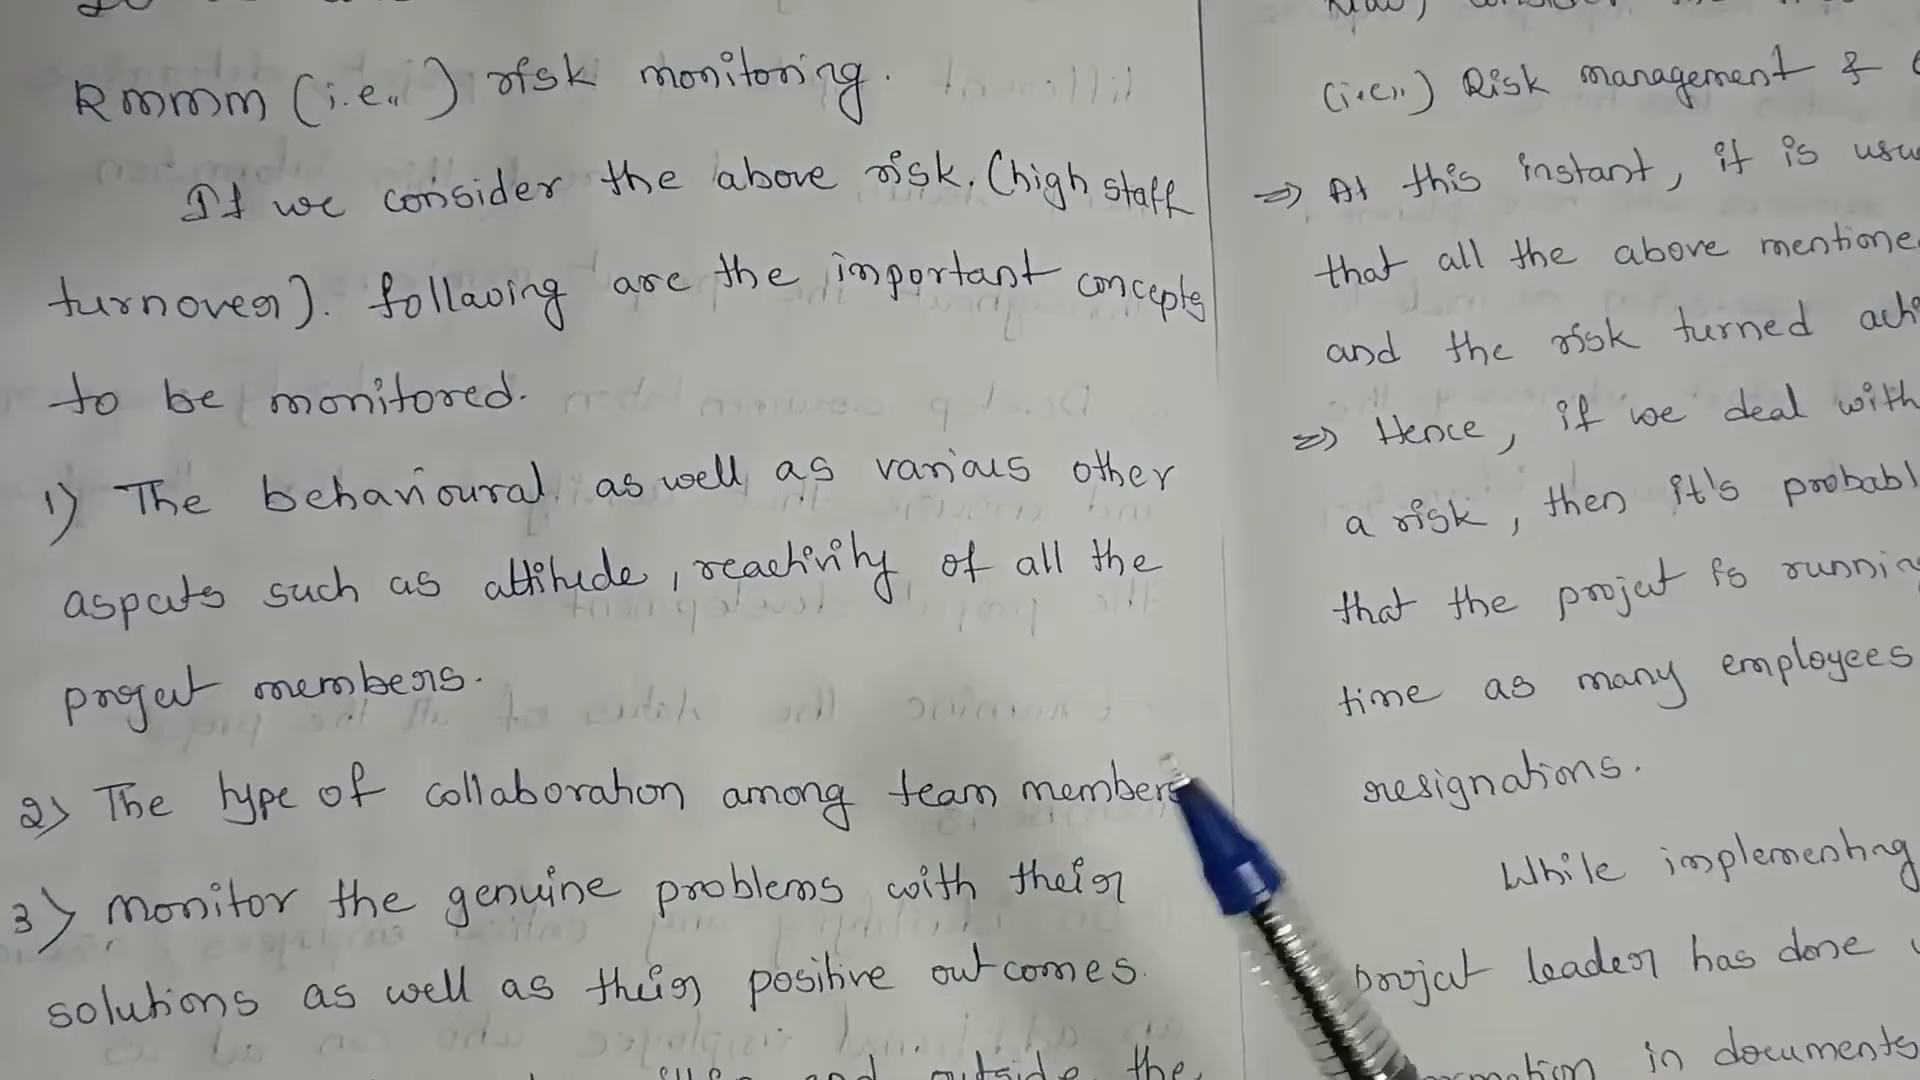 RMMM (i.e.,) risk monitoring.
If we consider the above risk, (high staff
turnover). following are the important concepts
to be monitored.
1) The behavioural as well as various other
aspects such as attitude, reactivity of all the
project members.
2) The type of collaboration among team members
3) monitor the genuine problems with their
solutions as well as their positive outcomes.
and outside the
(i.e.,) Risk management &
⇒ At this instant, if is
that all the above
and the risk turned
⇒ Hence, if we deal with
a risk, then it's
that the project is
time as many employees
resignations.
While implementing
project leader has done
in documents